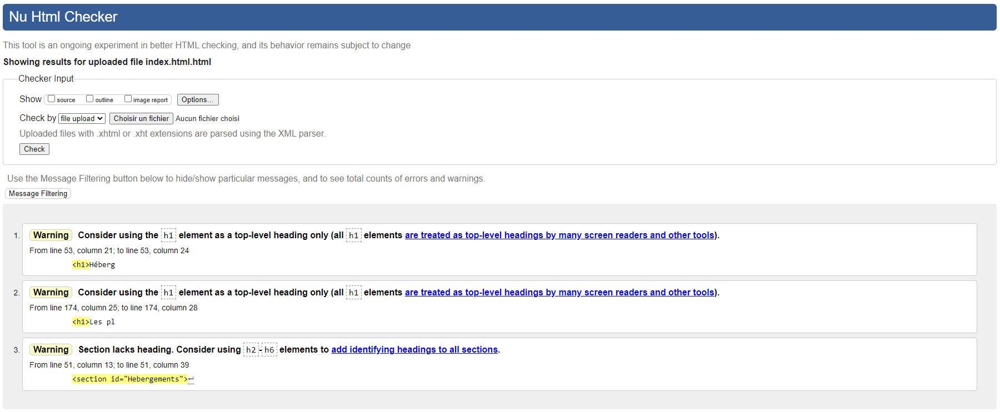 Nu Html Checker
This tool is an ongoing experiment in better HTML checking, and its behavior remains subject to change
Showing results for uploaded file index.html.html
Checker Input
Show source outline image report Options...
Check by file upload Choisir un fichier Aucun fichier choisi
Uploaded files with .xhtml or .xht extensions are parsed using the XML parser.
Check
Use the Message Filtering button below to hide/show particular messages, and to see total counts of errors and warnings.
Message Filtering
1. Warning Consider using the h1 element as a top-level heading only (all h1 elements are treated as top-level headings by many screen readers and other tools).
From line 53, column 21; to line 53, column 24
<h1>Héberg
2. Warning Consider using the h1 element as a top-level heading only (all h1 elements are treated as top-level headings by many screen readers and other tools).
From line 174, column 25; to line 174, column 28
<h1>Les pl
3. Warning Section lacks heading. Consider using h2-h6 elements to add identifying headings to all sections.
From line 51, column 13; to line 51, column 39
<section id="Hebergements">↩